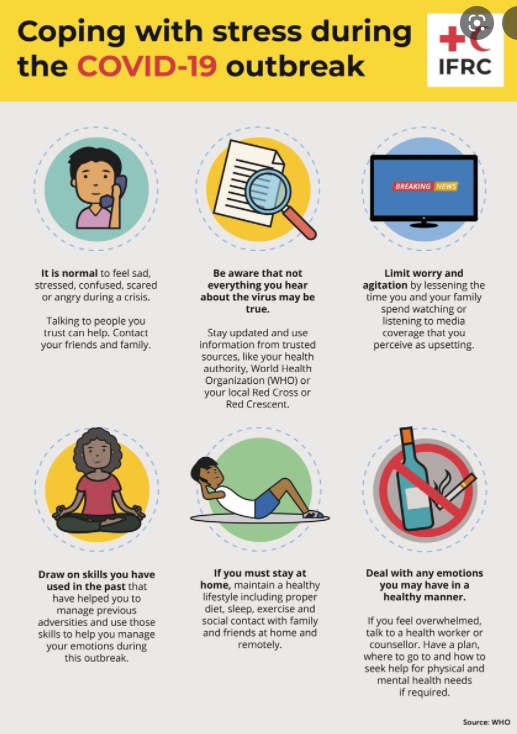 Coping with stress during
the COVID-19 outbreak
IFRC
BREAKING NEWS
It is normal to feel sad,
stressed, confused, scared
or angry during a crisis.
Talking to people you
trust can help. Contact
your friends and family.
Be aware that not
everything you hear
about the virus may be
true.
Stay updated and use
information from trusted
sources, like your health
authority, World Health
Organization (WHO) or
your local Red Cross or
Red Crescent.
Limit worry and
agitation by lessening the
time you and your family
spend watching or
listening to media
coverage that you
perceive as upsetting.
Draw on skills you have
used in the past that
have helped you to
manage previous
adversities and use those
skills to help you manage
your emotions during
this outbreak.
If you must stay at
home, maintain a healthy
lifestyle including proper
diet, sleep, exercise and
social contact with family
and friends at home and
remotely.
Deal with any emotions
you may have in a
healthy manner.
If you feel overwhelmed,
talk to a health worker or
counsellor. Have a plan,
where to go to and how to
seek help for physical and
mental health needs
if required.
Source: WHO